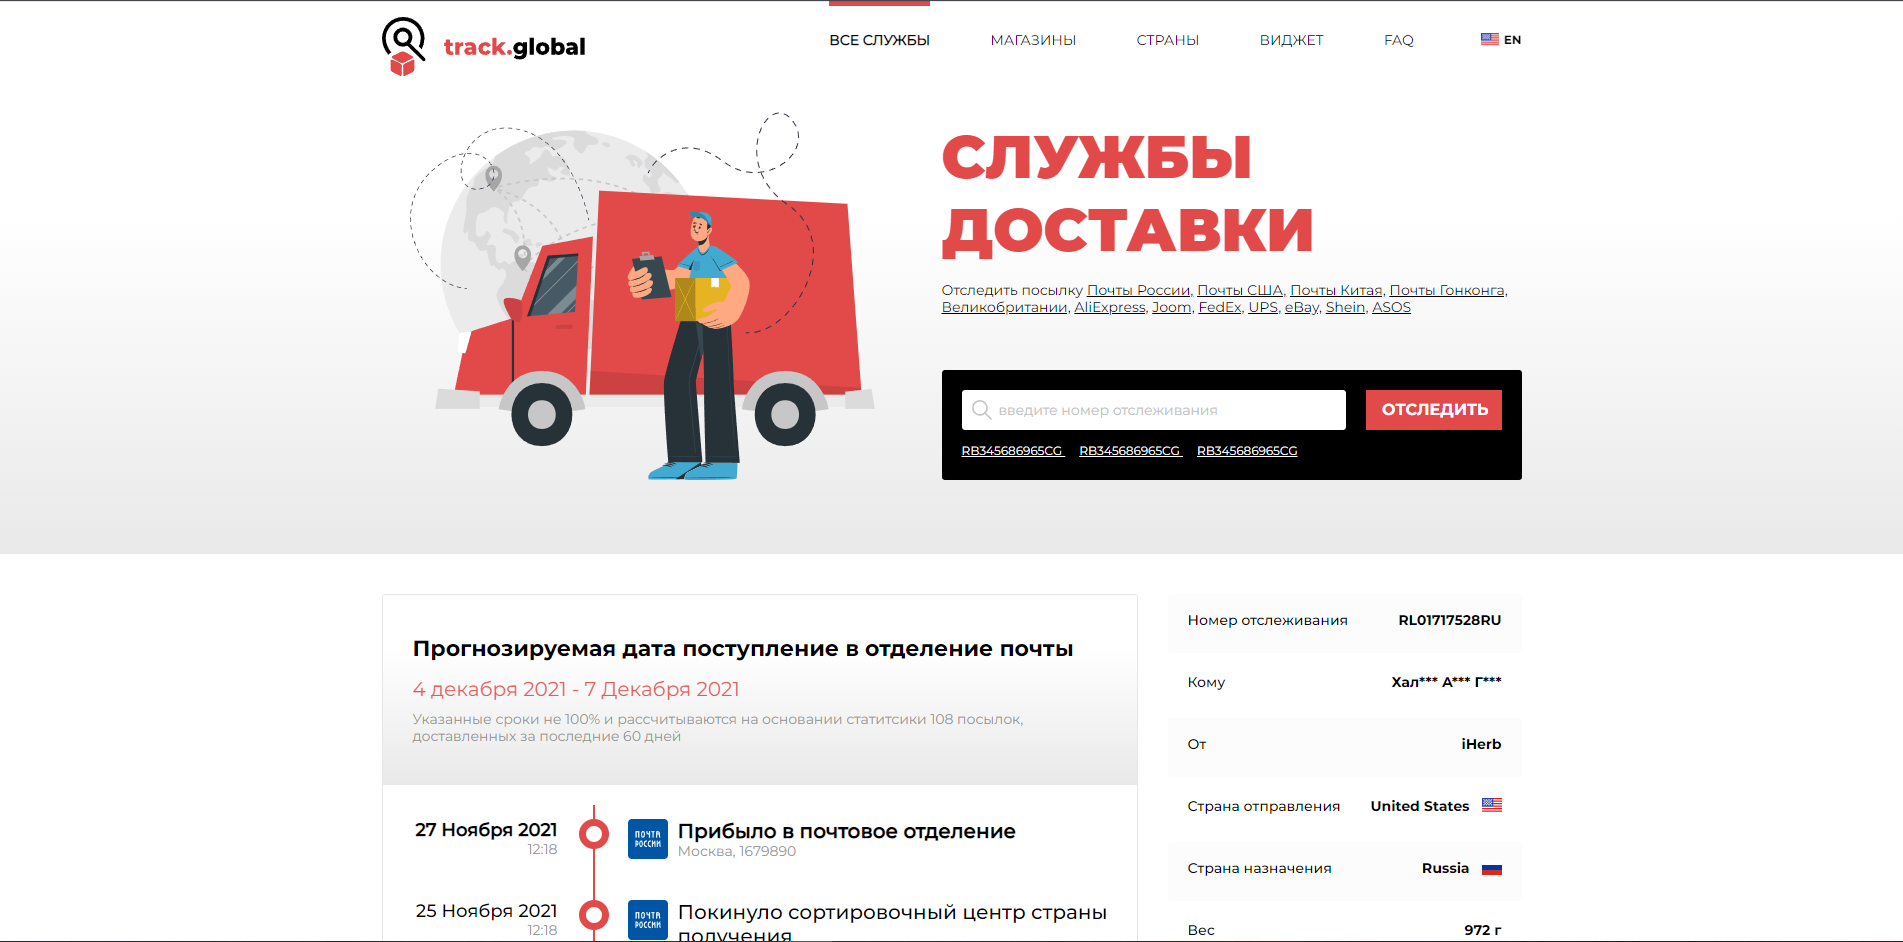 track.global
ВСЕ СЛУЖБЫ
МАГАЗИНЫ
СТРАНЫ
ВИДЖЕТ
FAQ
EN
СЛУЖБЫ
ДОСТАВКИ
Отследить посылку Почты России, Почты США, Почты Китая, Почты Гонконга,
Великобритании, AliExpress, Joom, FedEx, UPS, eBay, Shein, ASOS
введите номер отслеживания
ОТСЛЕДИТЬ
RB345686965CG RB345686965CG RB345686965CG
Прогнозируемая дата поступление в отделение почты
4 декабря 2021 - 7 Декабря 2021
Указанные сроки не 100% и рассчитываются на основании статитсики 108 посылок,
доставленных за последние 60 дней
27 Ноября 2021
12:18
ПОЧТА
РОССИИ
Прибыло в почтовое отделение
Москва, 1679890
25 Ноября 2021
12:18
ПОЧТА
РОССИИ
Покинуло сортировочный центр страны
получения
Номер отслеживания RL01717528RU
Кому Хал*** А*** Г***
От iHerb
Страна отправления United States
Страна назначения Russia
Вес 972 г